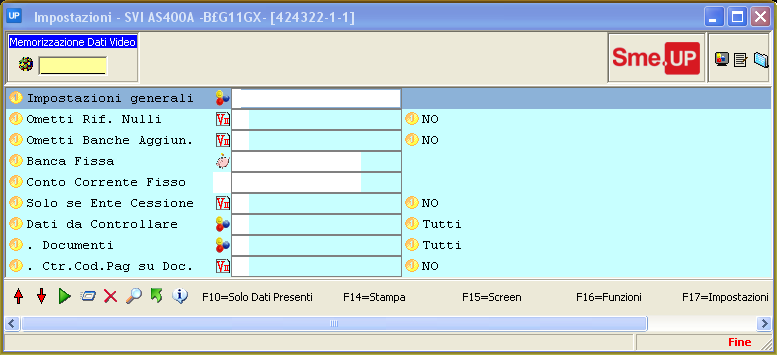 UP Impostazioni - SVI AS400A -B£G11GX- [424322-1-1]
Memorizzazione Dati Video
Sme.UP
Impostazioni generali
Ometti Rif. Nulli NO
Ometti Banche Aggiun. NO
Banca Fissa
Conto Corrente Fisso
Solo se Ente Cessione NO
Dati da Controllare Tutti
. Documenti Tutti
. Ctr.Cod.Pag su Doc. NO
F10=Solo Dati Presenti F14=Stampa F15=Screen F16=Funzioni F17=Impostazioni
Fine